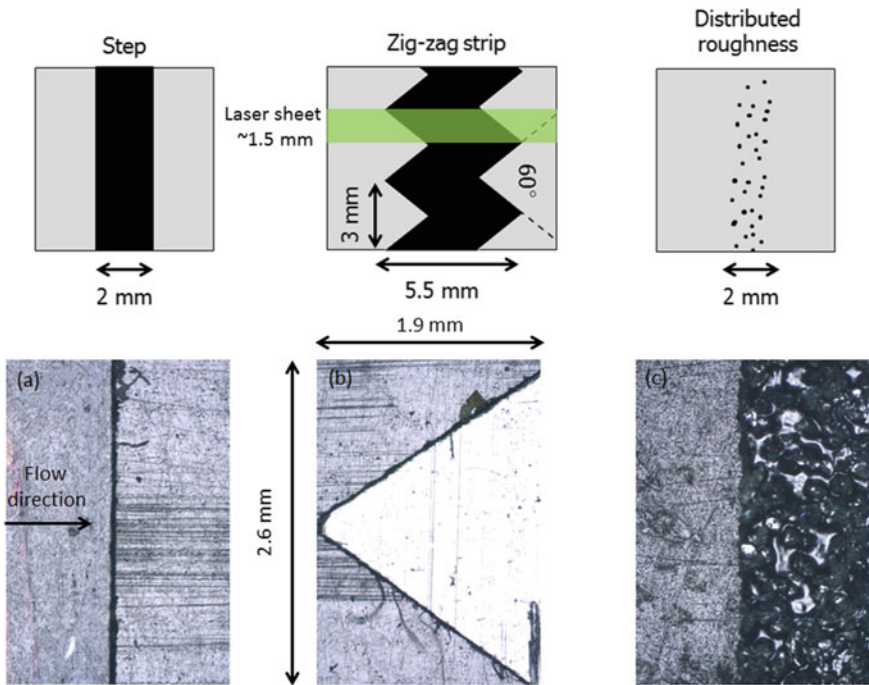 Step
Zig-zag strip
Distributed
roughness
Laser sheet
~1.5 mm
60°
3 mm
2 mm
5.5 mm
2 mm
1.9 mm
(a)
(b)
(c)
Flow
direction
2.6 mm